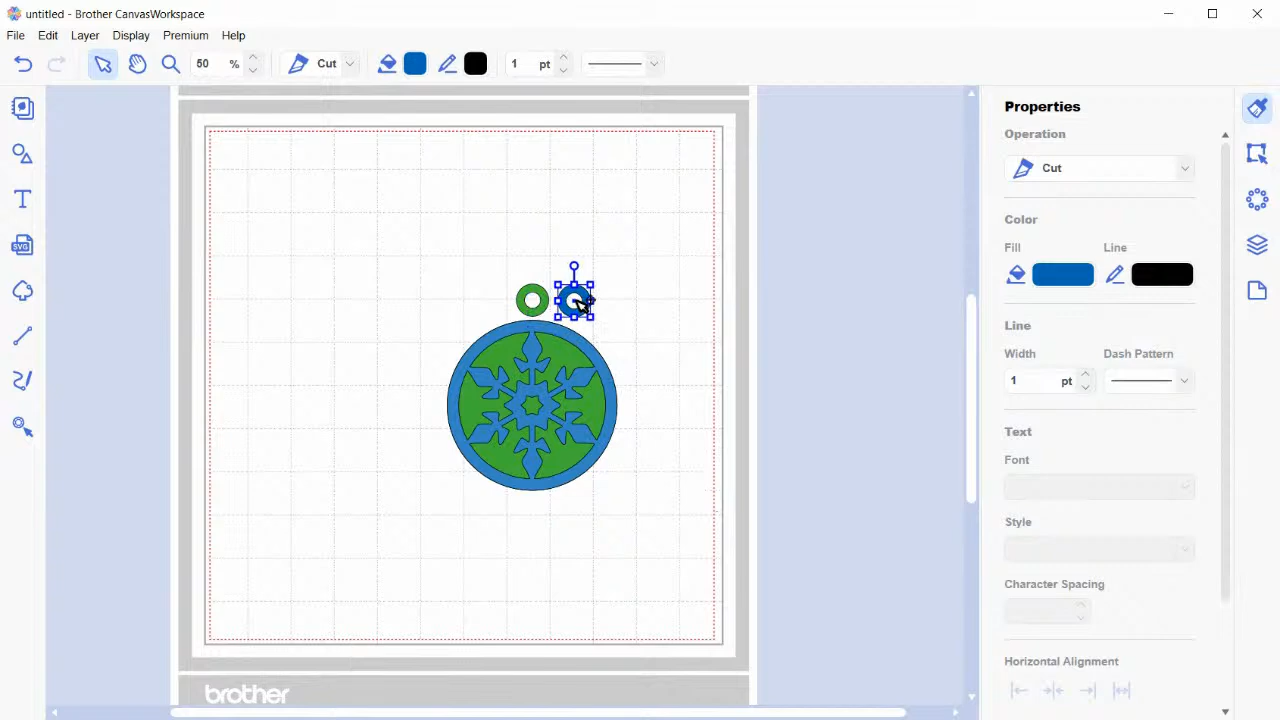 untitled - Brother CanvasWorkspace
File Edit Layer Display Premium Help
50 % Cut 1 pt
Properties
Operation
Cut
Color
Fill Line
Line
Width Dash Pattern
1 pt
Text
Font
Style
Character Spacing
Horizontal Alignment
SVG
brother